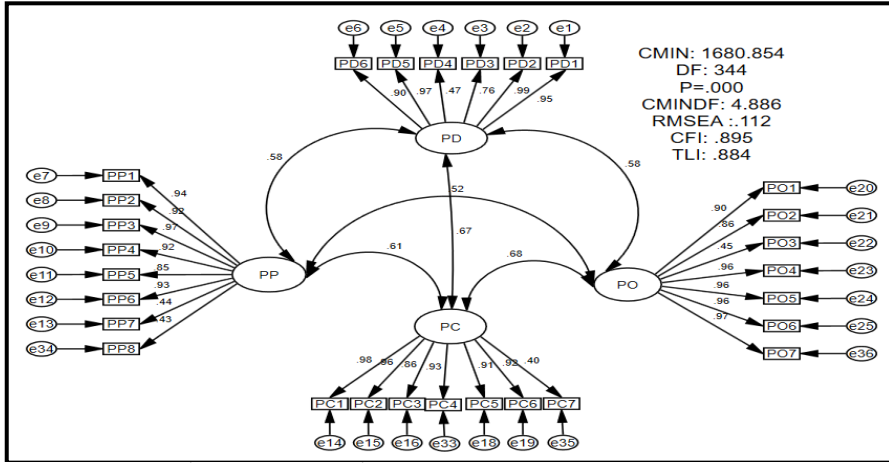 e6 e5 e4 e3 e2 e1
PD6 PD5 PD4 PD3 PD2 PD1
.90 .97 .47 .76 .99 .95
PD
CMIN: 1680.854
DF: 344
P=.000
CMINDF: 4.886
RMSEA :.112
CFI: .895
TLI: .884
.58 .58
e7 PP1 .94
e8 PP2 .92
e9 PP3 .97
e10 PP4 .92
e11 PP5 .85
e12 PP6 .93
e13 PP7 .44
e34 PP8 .43
PP
.52
.67
.61
.68
PO
.90 PO1 e20
.86 PO2 e21
.45 PO3 e22
.96 PO4 e23
.96 PO5 e24
.96 PO6 e25
.97 PO7 e36
PC
.98 .96 .86 .93 .91 .92 .40
PC1 PC2 PC3 PC4 PC5 PC6 PC7
e14 e15 e16 e33 e18 e19 e35